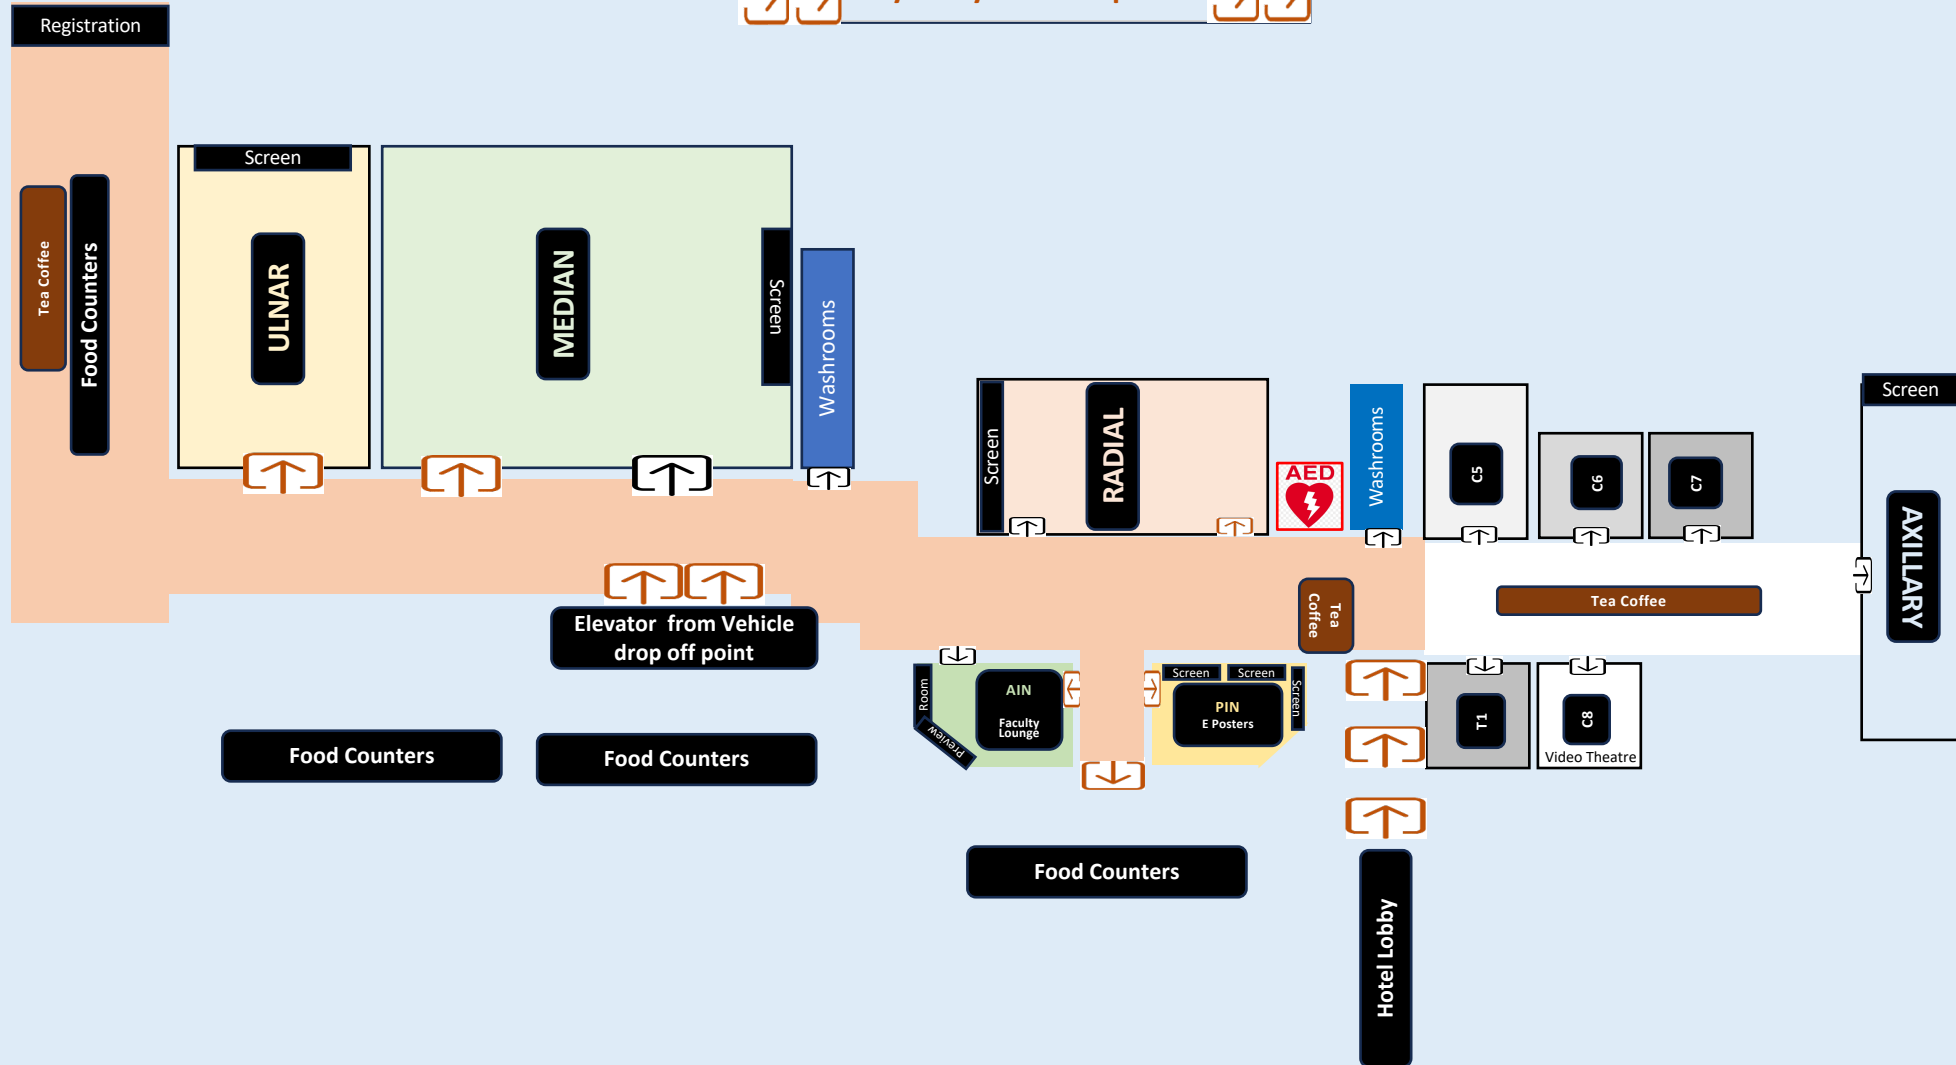 Registration
Screen
Tea Coffee
Food Counters
ULNAR
MEDIAN
Screen
Washrooms
Screen
RADIAL
AED
Washrooms
C5
C6
C7
Screen
AXILLARY
Tea
Coffee
Tea Coffee
Elevator from Vehicle
drop off point
Room
Preview
AIN
Faculty
Lounge
Screen
Screen
Screen
PIN
E Posters
T1
C8
Video Theatre
Food Counters
Food Counters
Food Counters
Hotel Lobby